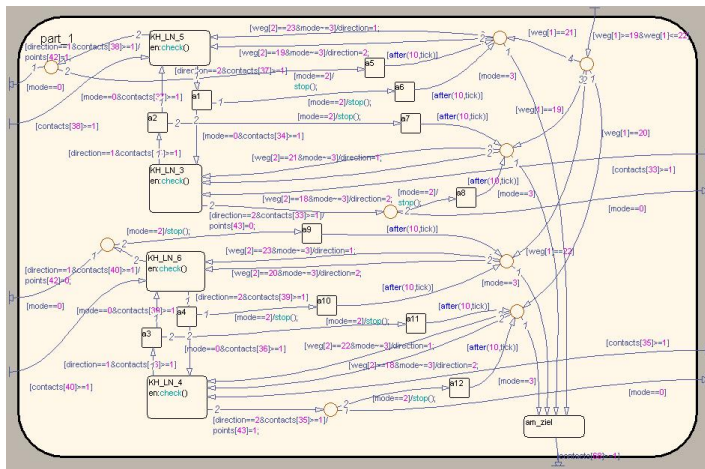 part_1
[direction==1&contacts[38]>=1]/
points[42]=1;
KH_LN_5
en:check()
[weg[2]==23&mode~=3]/direction=1;
[weg[2]==19&mode~=3]/direction=2;
[weg[1]==21]
[weg[1]>=19&weg[1]<=22]
[after(10,tick)]
a5
[mode==2]/
stop();
[mode==3]
[direction==2&contacts[37]>=1]
[mode==0]
a1
a6
[after(10,tick)]
[mode==2]/stop();
a2
[mode==2]/stop();
a7
[after(10,tick)]
[weg[1]==19]
[contacts[38]>=1]
[mode==0&contacts[34]>=1]
[weg[1]==20]
[weg[2]==21&mode~=3]/direction=1;
KH_LN_3
en:check()
[contacts[33]>=1]
[after(10,tick)]
[weg[2]==18&mode~=3]/direction=2;
[mode==2]/
stop();
a8
[mode==3]
[direction==2&contacts[33]>=1]/
points[43]=0;
[mode==0]
[mode==2]/stop();
a9
[after(10,tick)]
[weg[2]==23&mode~=3]/direction=1;
[weg[1]==22]
KH_LN_6
en:check()
[direction==1&contacts[40]>=1]/
points[42]=0;
[weg[2]==20&mode~=3]/direction=2;
[mode==3]
[mode==0]
[direction==2&contacts[39]>=1]
a10
[after(10,tick)]
a4
[mode==2]/stop();
a11
[after(10,tick)]
[mode==2]/stop();
a3
[mode==0&contacts[36]>=1]
[weg[2]==22&mode~=3]/direction=1;
[contacts[35]>=1]
[weg[2]==18&mode~=3]/direction=2;
[after(10,tick)]
KH_LN_4
en:check()
[contacts[40]>=1]
[mode==2]/stop();
a12
[mode==3]
[mode==0]
[direction==2&contacts[35]>=1]/
points[43]=1;
am_ziel